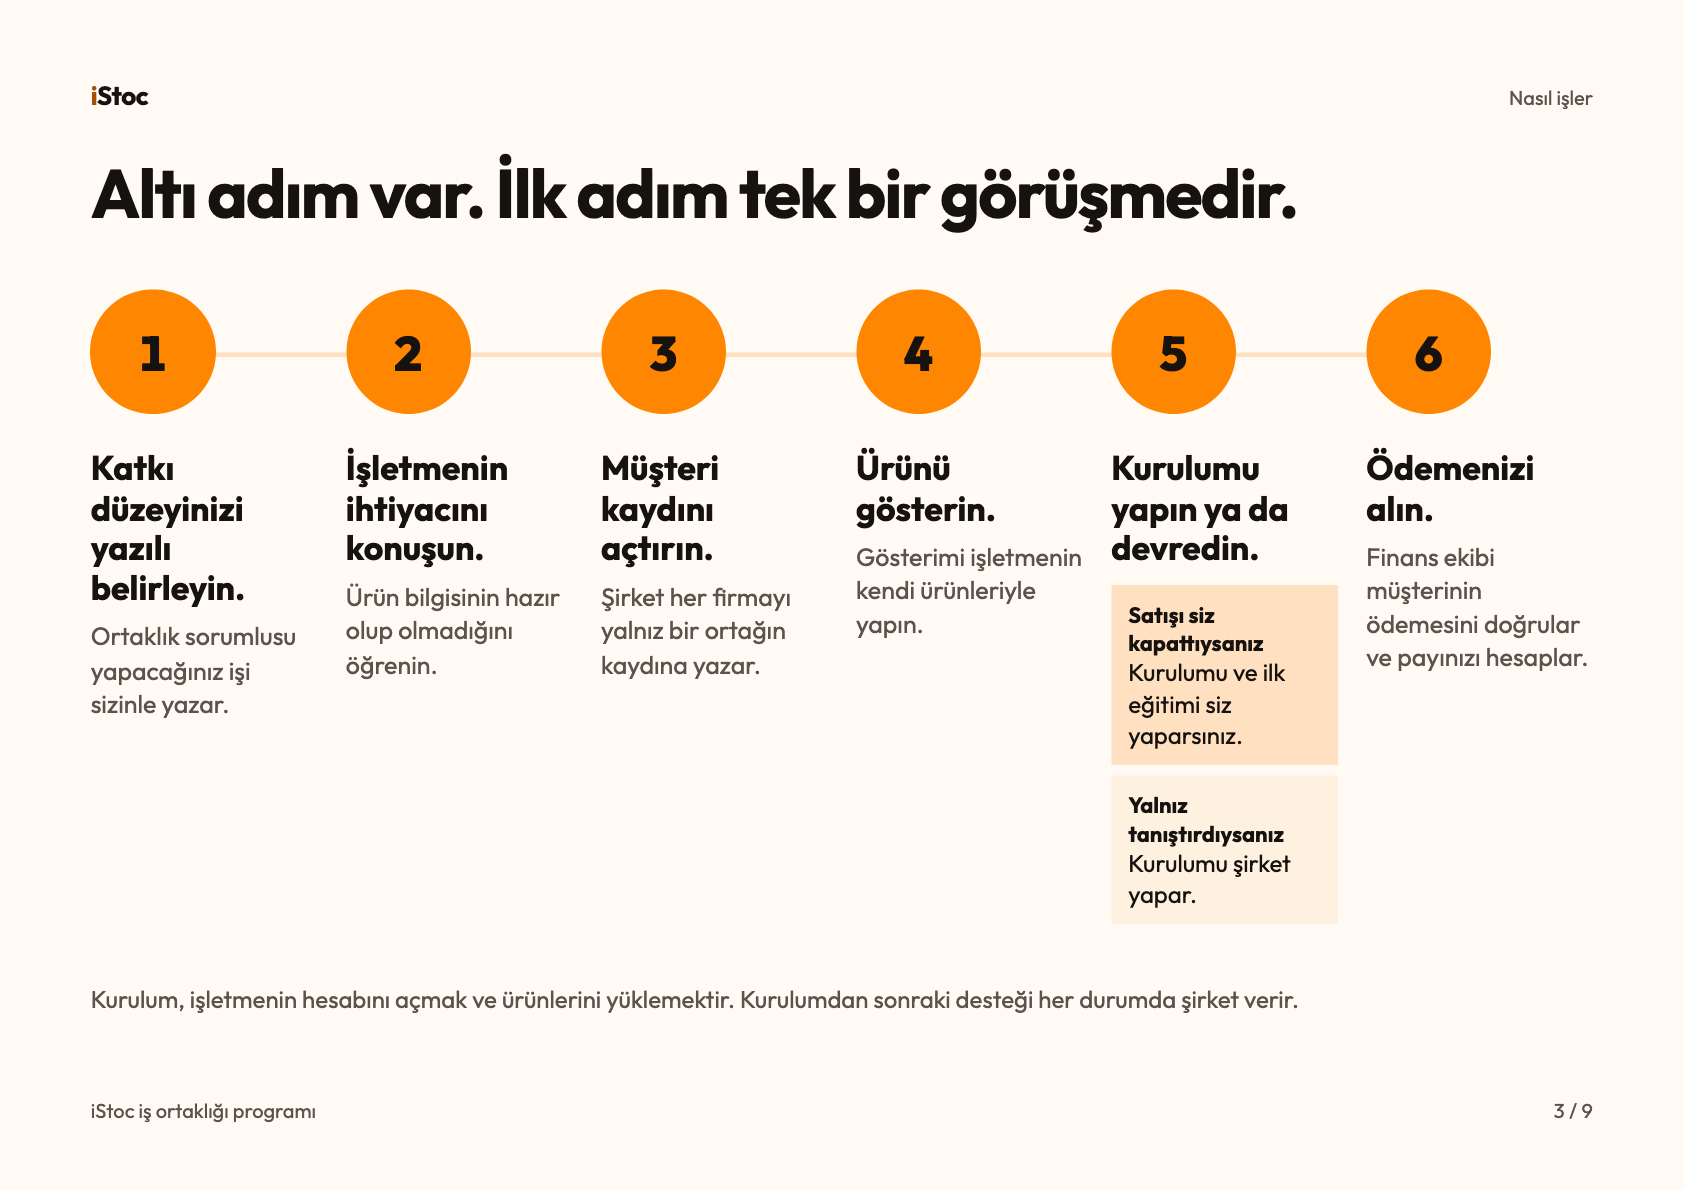 iStoc
Nasıl işler
Altı adım var. İlk adım tek bir görüşmedir.
1
Katkı
düzeyinizi
yazılı
belirleyin.
Ortaklık sorumlusu
yapacağınız işi
sizinle yazar.
2
İşletmenin
ihtiyacını
konuşun.
Ürün bilgisinin hazır
olup olmadığını
öğrenin.
3
Müşteri
kaydını
açtırın.
Şirket her firmayı
yalnız bir ortağın
kaydına yazar.
4
Ürünü
gösterin.
Gösterimi işletmenin
kendi ürünleriyle
yapın.
5
Kurulumu
yapın ya da
devredin.
Satışı siz
kapattıysanız
Kurulumu ve ilk
eğitimi siz
yaparsınız.
Yalnız
tanıştırdıysanız
Kurulumu şirket
yapar.
6
Ödemenizi
alın.
Finans ekibi
müşterinin
ödemesini doğrular
ve payınızı hesaplar.
Kurulum, işletmenin hesabını açmak ve ürünlerini yüklemektir. Kurulumdan sonraki desteği her durumda şirket verir.
iStoc iş ortaklığı programı
3 / 9